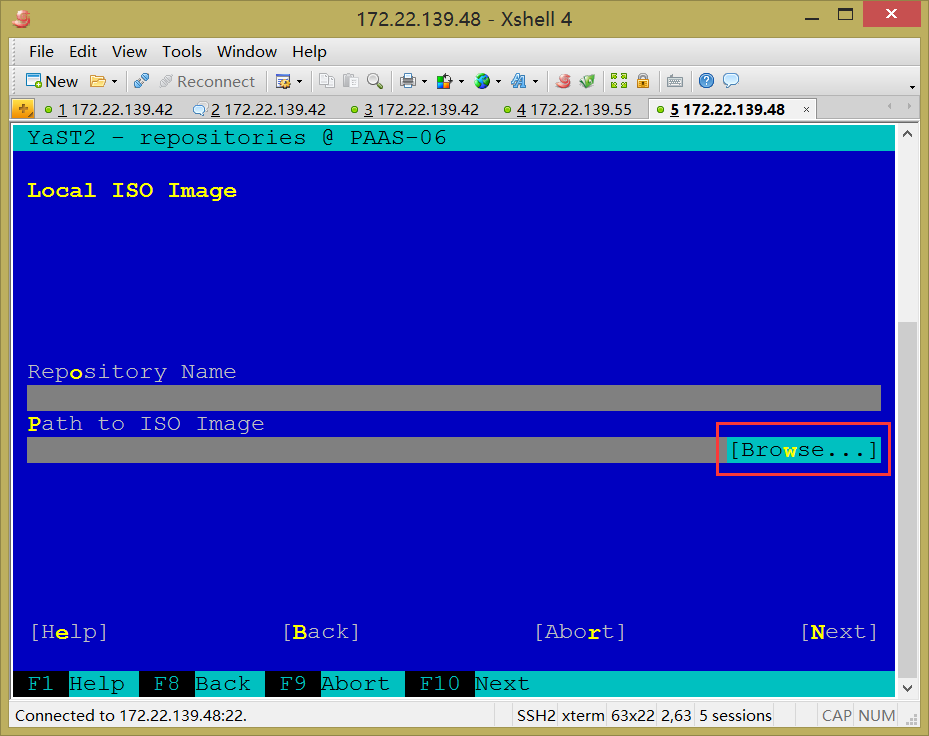 172.22.139.48 - Xshell 4
File Edit View Tools Window Help
New Reconnect
1 172.22.139.42 2 172.22.139.42 3 172.22.139.42 4 172.22.139.55 5 172.22.139.48
YaST2 - repositories @ PAAS-06
Local ISO Image
Repository Name
Path to ISO Image
[Browse...]
[Help] [Back] [Abort] [Next]
F1 Help F8 Back F9 Abort F10 Next
Connected to 172.22.139.48:22. SSH2 xterm 63x22 2,63 5 sessions CAP NUM